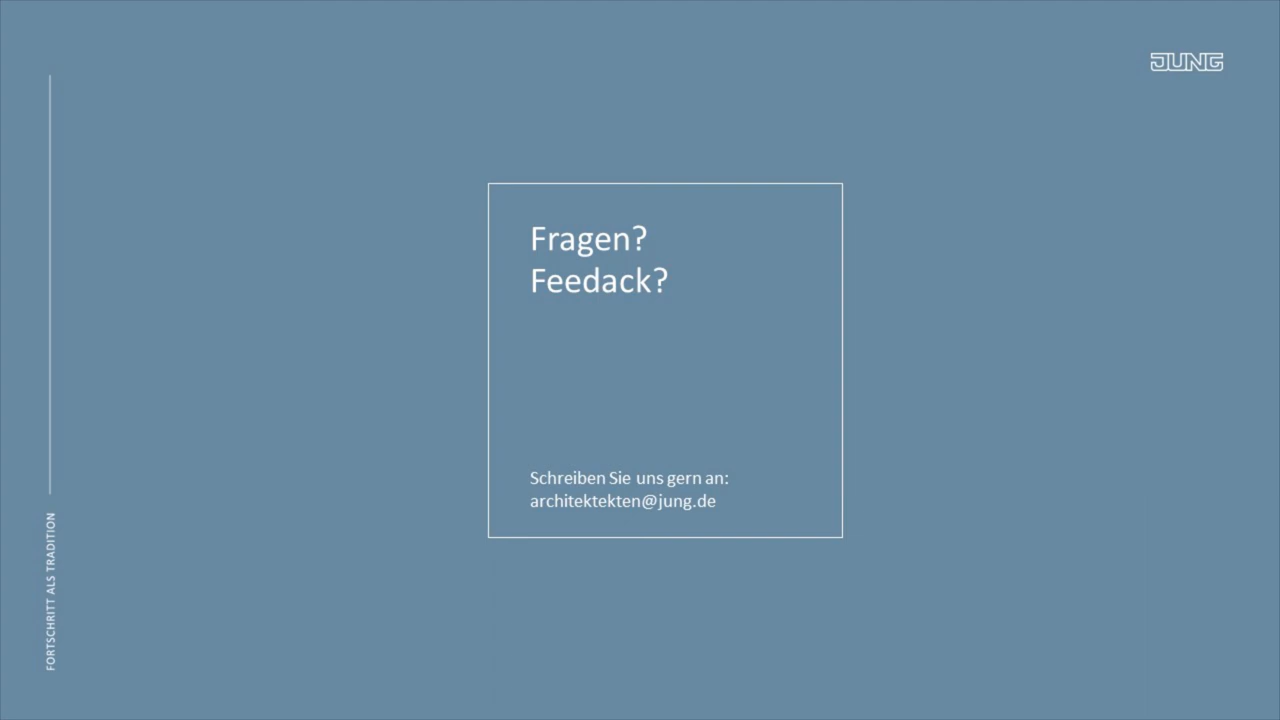 JUNG
Fragen?
Feedack?
Schreiben Sie uns gern an:
architektekten@jung.de
FORTSCHRITT ALS TRADITION